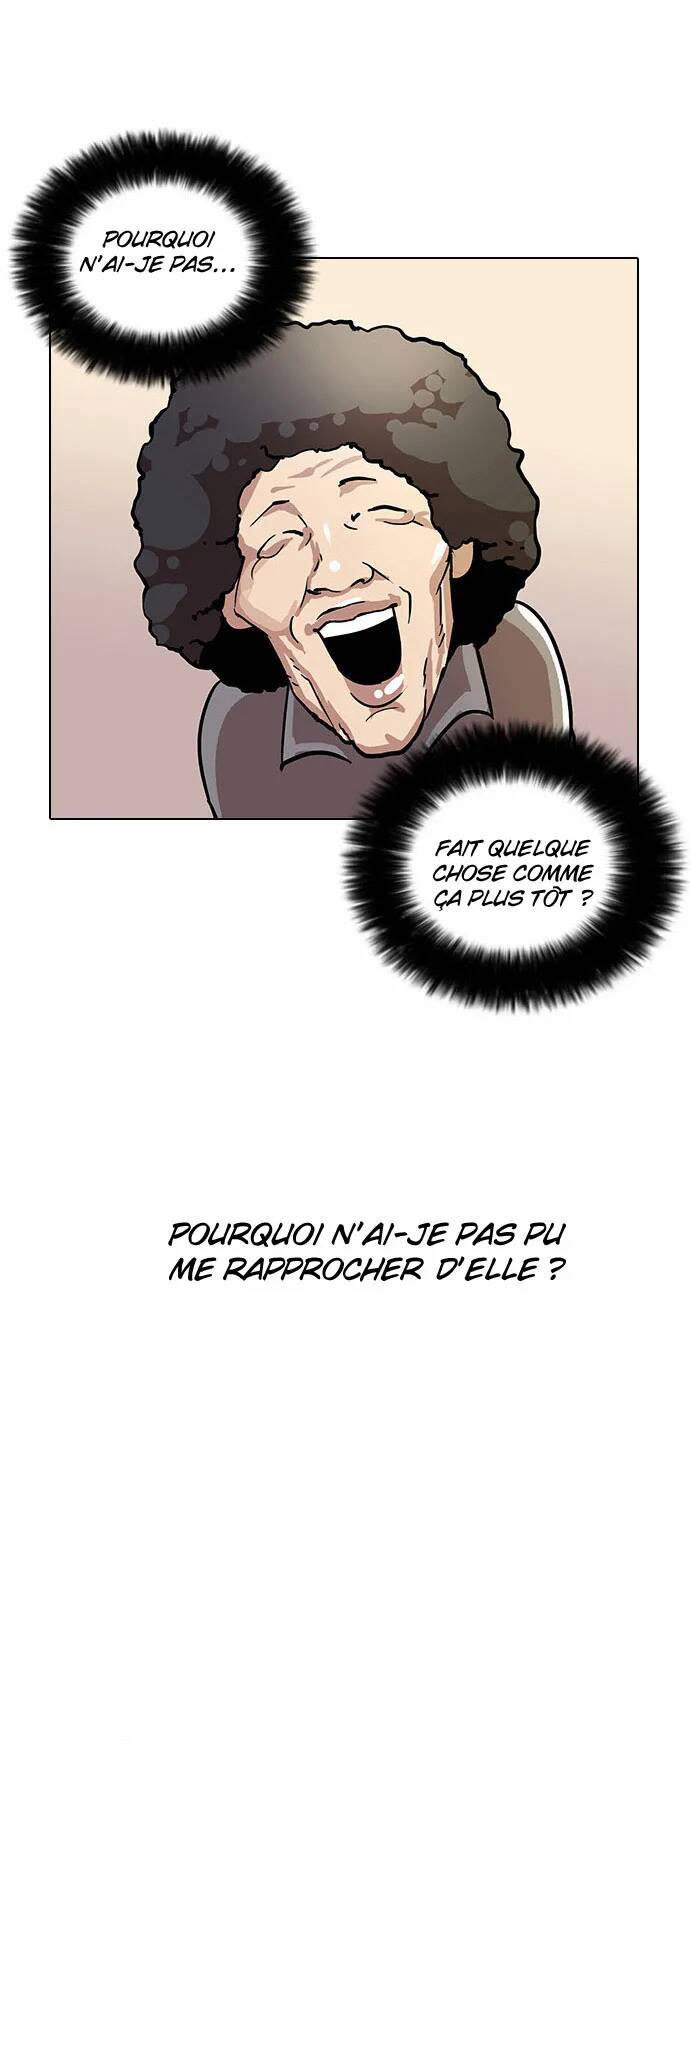 POURQUOI
N'AI-JE PAS...
FAIT QUELQUE
CHOSE COMME
ÇA PLUS TÔT ?
POURQUOI N'AI-JE PAS PU
ME RAPPROCHER D'ELLE ?